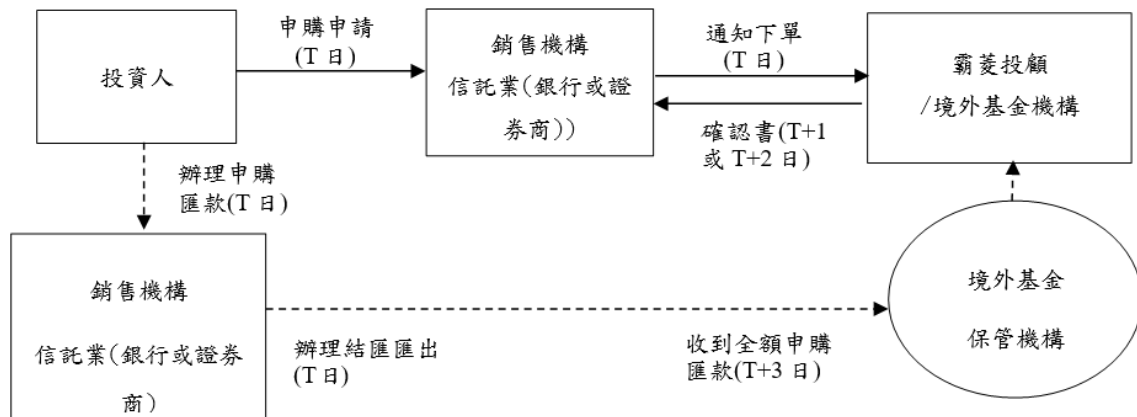 投資人
申購申請
(T 日)
銷售機構
信託業(銀行或證
券商))
通知下單
(T 日)
確認書(T+1
或 T+2 日)
霸菱投顧
/境外基金機構
辦理申購
匯款(T 日)
銷售機構
信託業(銀行或證券
商)
辦理結匯匯出
(T日)
收到全額申購
匯款(T+3 日)
境外基金
保管機構